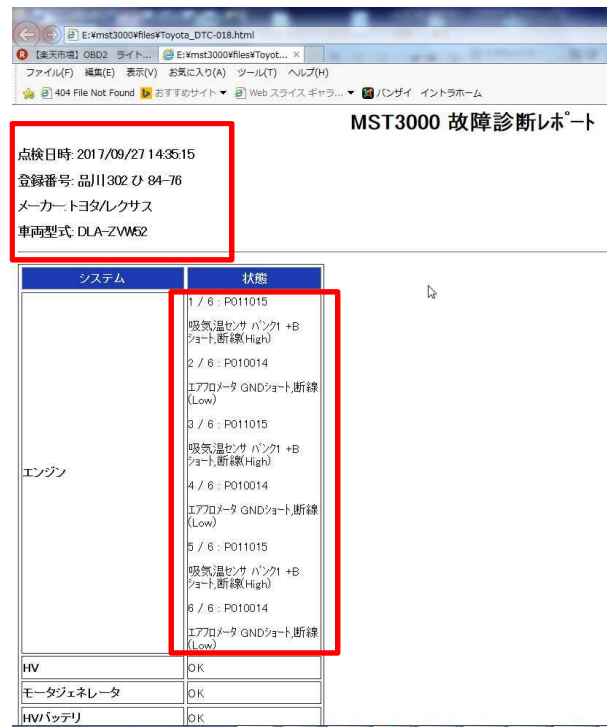 E:¥mst3000¥files¥Toyota_DTC-018.html
【楽天市場】OBD2 ライト... E:¥mst3000¥files¥Toyot... ×
ファイル(F) 編集(E) 表示(V) お気に入り(A) ツール(T) ヘルプ(H)
404 File Not Found おすすめサイト▼ Web スライス ギャラ... ▼ バンザイ イントラホーム
MST3000 故障診断レポート
点検日時: 2017/09/27 14:35:15
登録番号: 品川 302 ひ 84-76
メーカー: トヨタ/レクサス
車両型式: DLA-ZVW52
システム 状態
エンジン
1 / 6 : P011015
吸気温センサ バンク1 +B
ショート,断線(High)
2 / 6 : P010014
エアフロメータ GNDショート,断線
(Low)
3 / 6 : P011015
吸気温センサ バンク1 +B
ショート,断線(High)
4 / 6 : P010014
エアフロメータ GNDショート,断線
(Low)
5 / 6 : P011015
吸気温センサ バンク1 +B
ショート,断線(High)
6 / 6 : P010014
エアフロメータ GNDショート,断線
(Low)
HV OK
モータジェネレータ OK
HVバッテリ OK